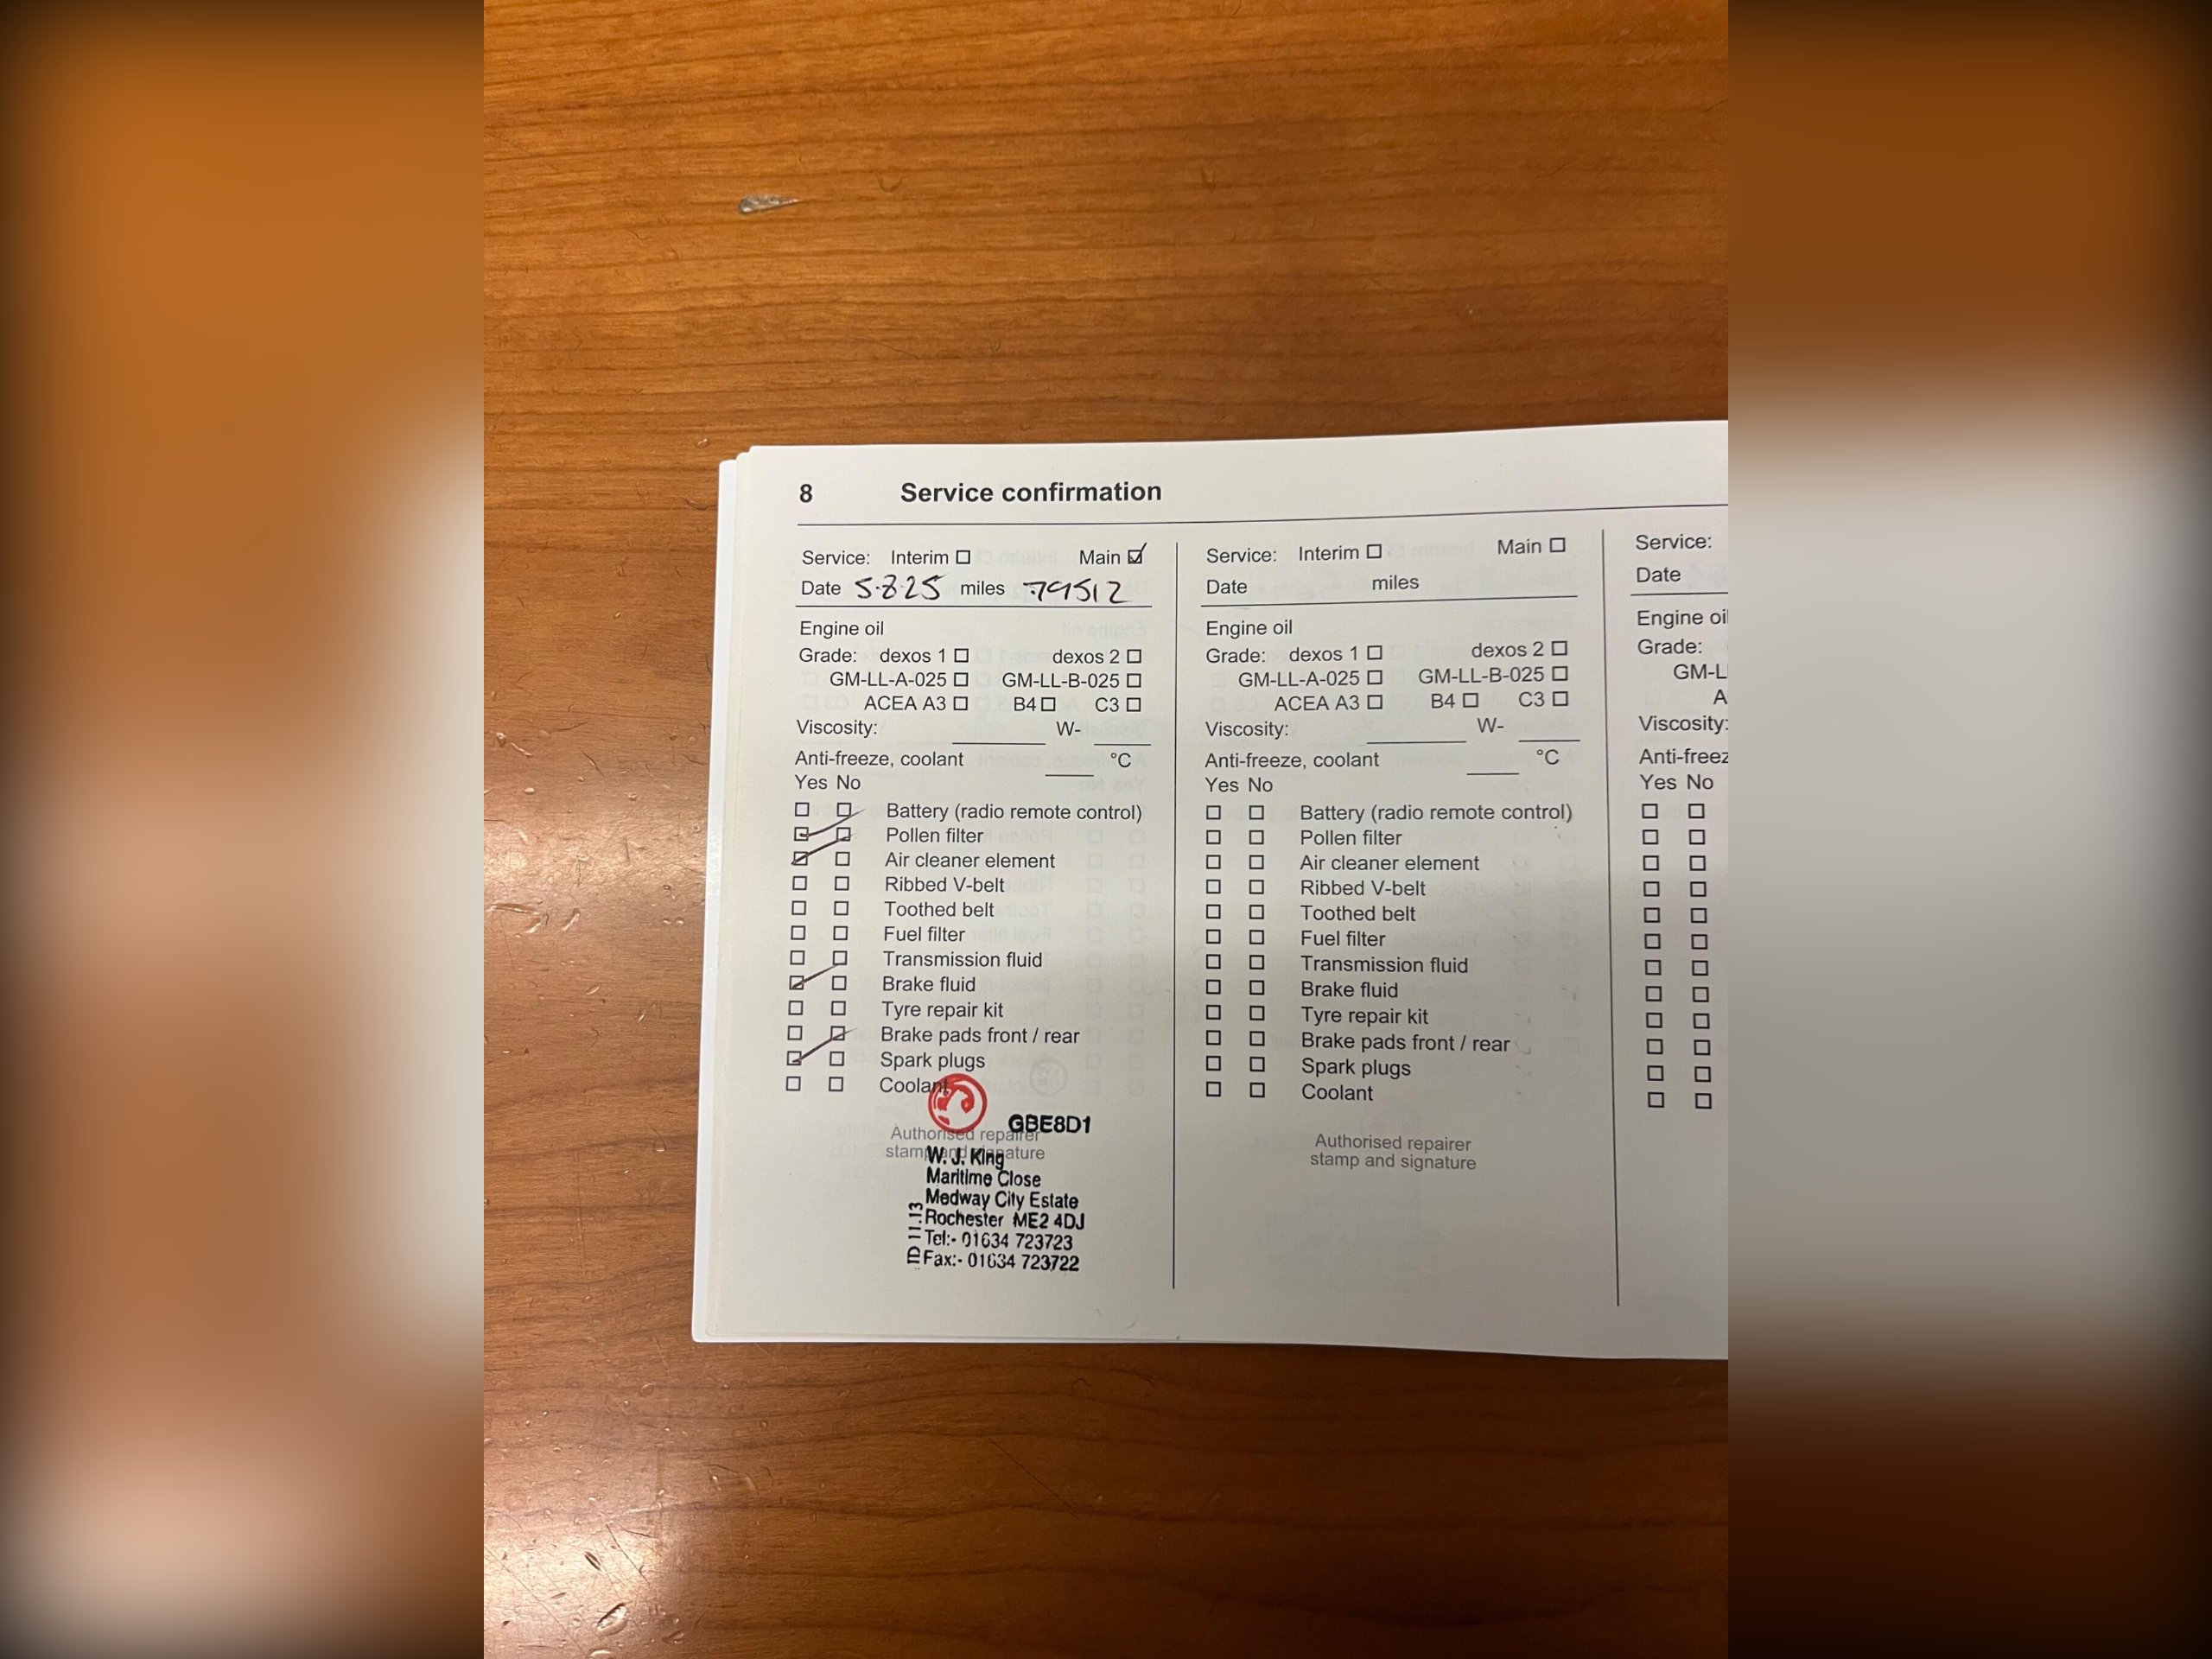 8 Service confirmation
Service: Interim ☐ Main ☑
Date 5.8.25 miles 79512
Engine oil
Grade: dexos 1 ☐ dexos 2 ☐
GM-LL-A-025 ☐ GM-LL-B-025 ☐
ACEA A3 ☐ B4 ☐ C3 ☐
Viscosity: W-
Anti-freeze, coolant °C
Yes No
☐ ☐ Battery (radio remote control)
☑ ☐ Pollen filter
☑ ☐ Air cleaner element
☐ ☐ Ribbed V-belt
☐ ☐ Toothed belt
☐ ☐ Fuel filter
☐ ☐ Transmission fluid
☑ ☐ Brake fluid
☐ ☐ Tyre repair kit
☐ ☐ Brake pads front / rear
☑ ☐ Spark plugs
☐ ☐ Coolant
GBE8D1
Authorised repairer
stamp and signature
W. J. King
Maritime Close
Medway City Estate
Rochester ME2 4DJ
Tel:- 01634 723723
Fax:- 01634 723722
ID 11-13
Service: Interim ☐ Main ☐
Date miles
Engine oil
Grade: dexos 1 ☐ dexos 2 ☐
GM-LL-A-025 ☐ GM-LL-B-025 ☐
ACEA A3 ☐ B4 ☐ C3 ☐
Viscosity: W-
Anti-freeze, coolant °C
Yes No
☐ ☐ Battery (radio remote control)
☐ ☐ Pollen filter
☐ ☐ Air cleaner element
☐ ☐ Ribbed V-belt
☐ ☐ Toothed belt
☐ ☐ Fuel filter
☐ ☐ Transmission fluid
☐ ☐ Brake fluid
☐ ☐ Tyre repair kit
☐ ☐ Brake pads front / rear
☐ ☐ Spark plugs
☐ ☐ Coolant
Authorised repairer
stamp and signature
Service:
Date
Engine oil
Grade:
GM-L
A
Viscosity:
Anti-freez
Yes No